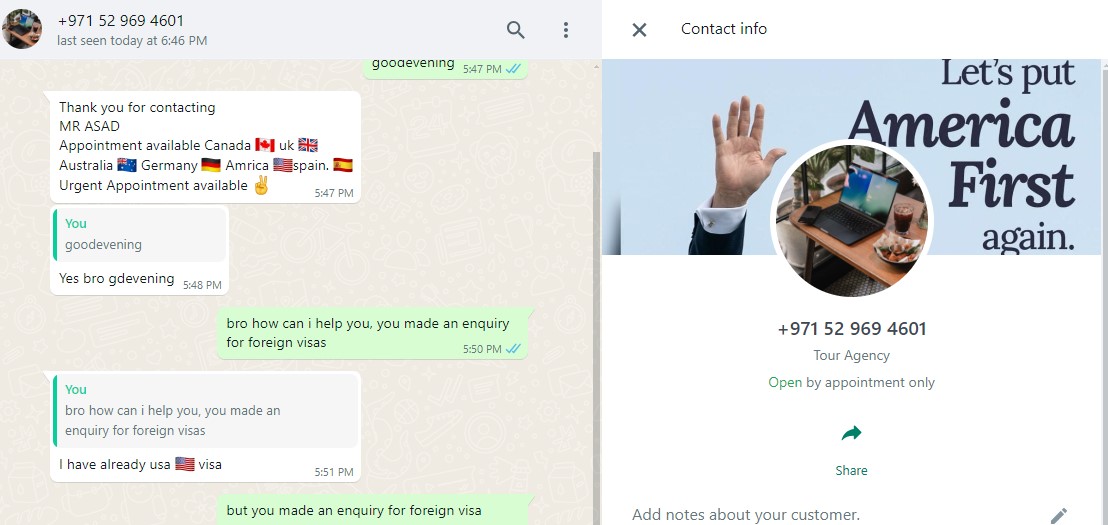 +971 52 969 4601
last seen today at 6:46 PM
goodevening 5:47 PM
Thank you for contacting
MR ASAD
Appointment available Canada 🇨🇦 uk 🇬🇧
Australia 🇦🇺 Germany 🇩🇪 Amrica 🇺🇸spain. 🇪🇸
Urgent Appointment available ✌️ 5:47 PM
You
goodevening
Yes bro gdevening 5:48 PM
bro how can i help you, you made an enquiry
for foreign visas 5:50 PM
You
bro how can i help you, you made an
enquiry for foreign visas
I have already usa 🇺🇸 visa 5:51 PM
but you made an enquiry for foreign visa
Contact info
Let's put
America
First
again.
+971 52 969 4601
Tour Agency
Open by appointment only
Share
Add notes about your customer.